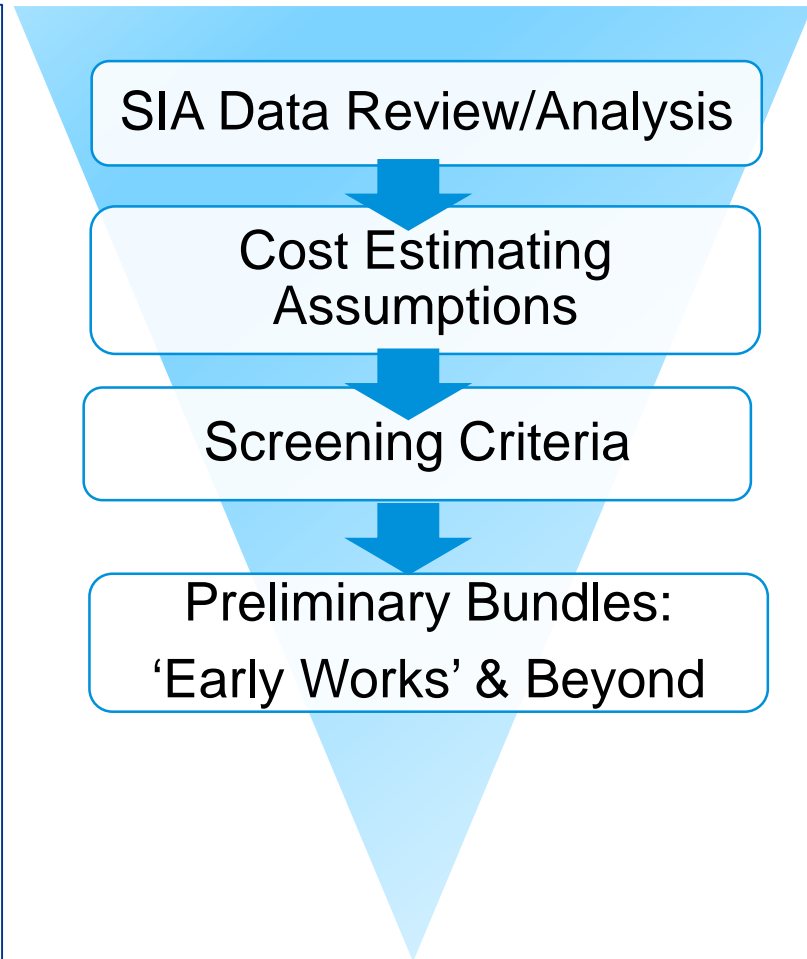 SIA Data Review/Analysis
Cost Estimating
Assumptions
Screening Criteria
Preliminary Bundles:
‘Early Works’ & Beyond